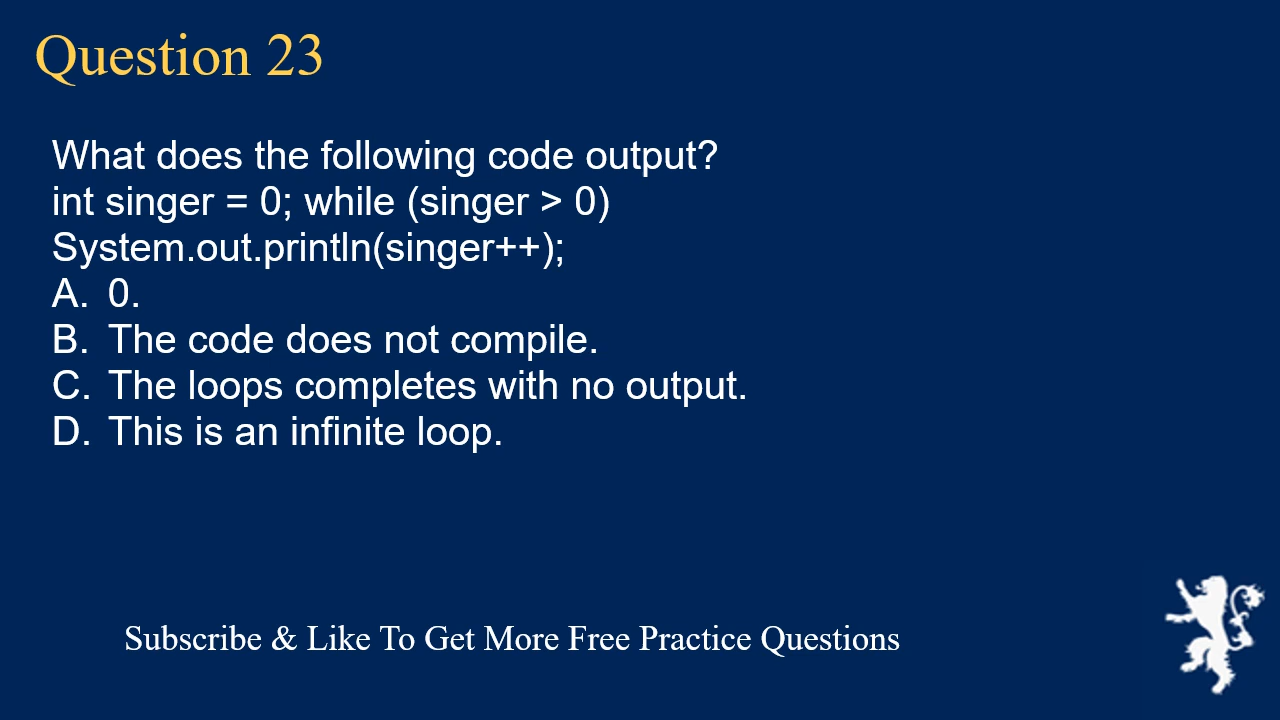 Question 23
What does the following code output?
int singer = 0; while (singer > 0)
System.out.println(singer++);
A. 0.
B. The code does not compile.
C. The loops completes with no output.
D. This is an infinite loop.
Subscribe & Like To Get More Free Practice Questions